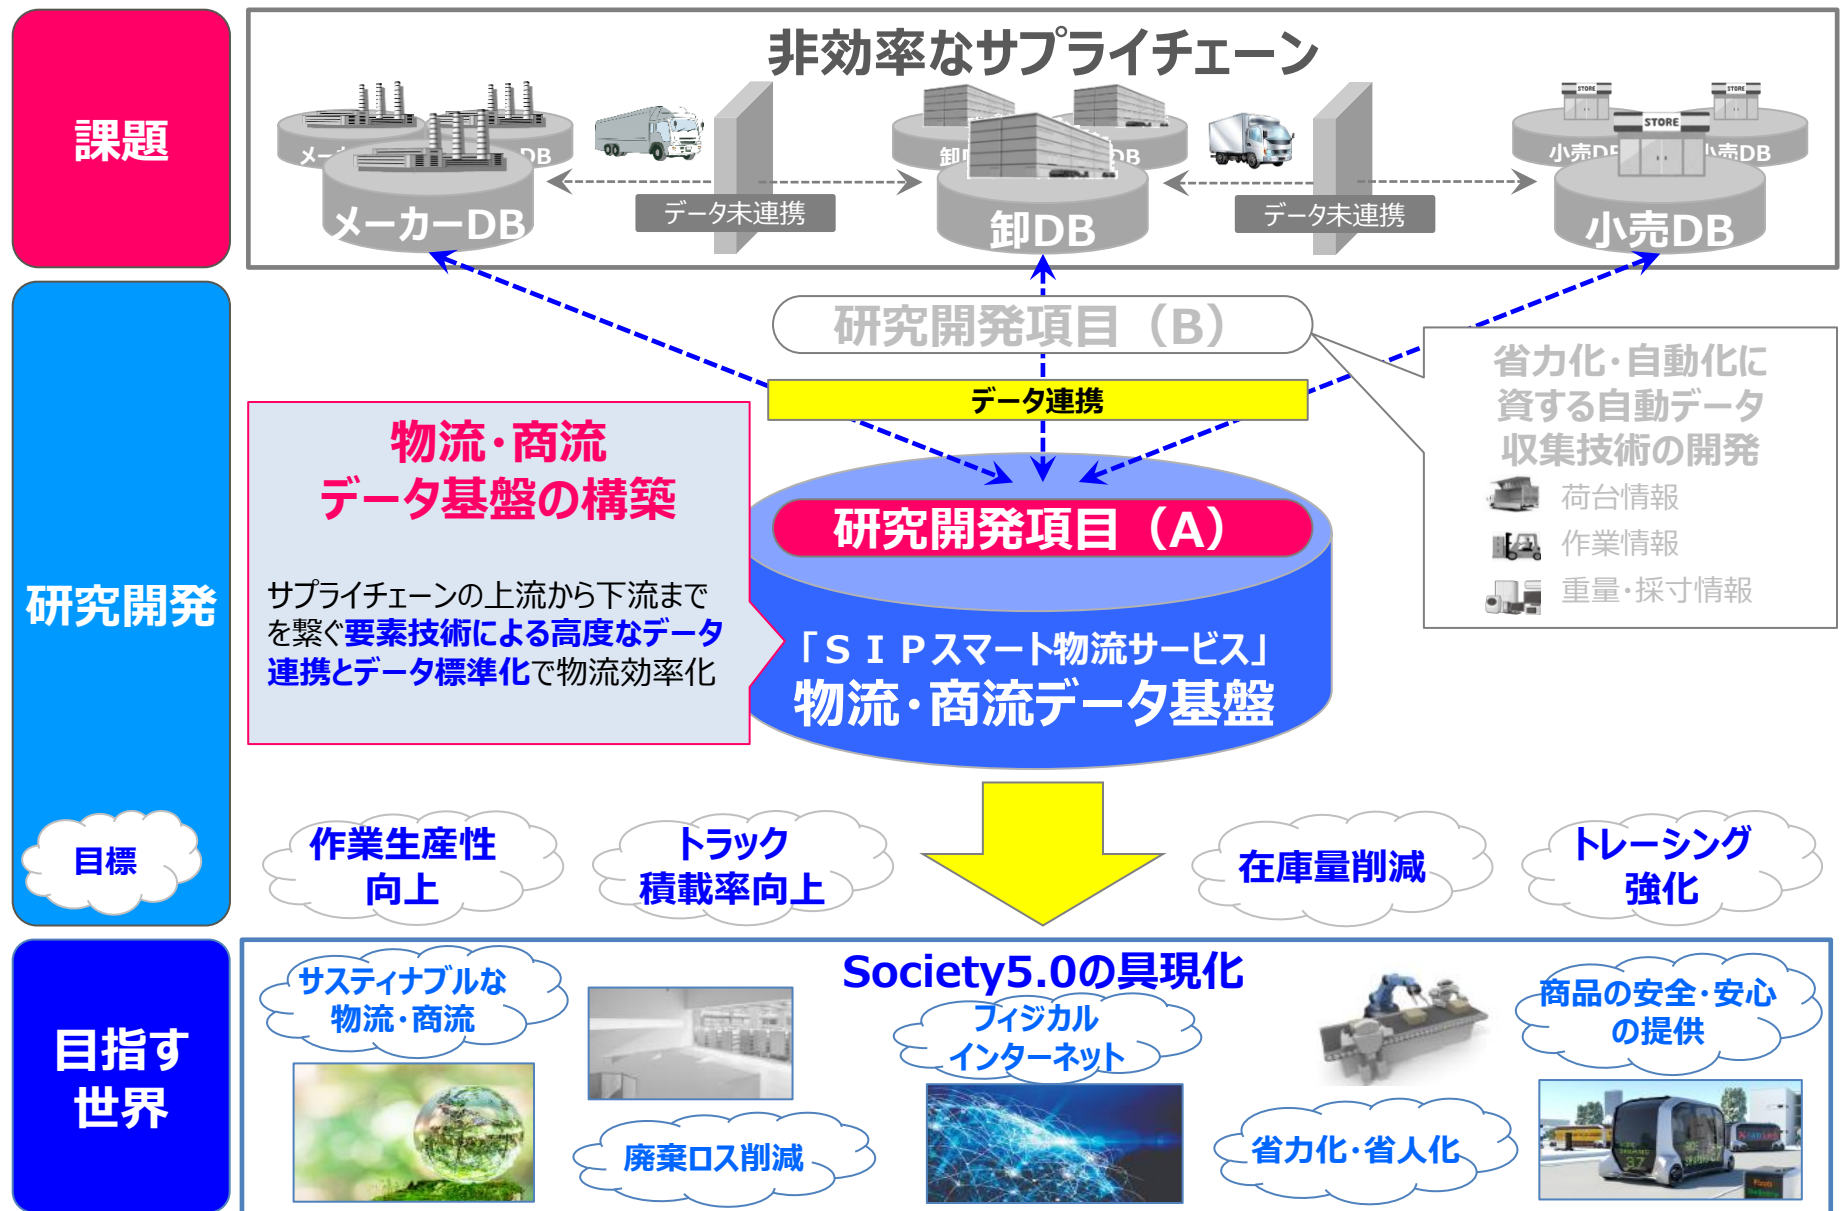 課題
非効率なサプライチェーン
STORE
STORE
STORE
DB
DB
小売DB
メーカーDB
データ未連携
卸DB
データ未連携
小売DB
研究開発
研究開発項目（B）
データ連携
省力化・自動化に
資する自動データ
収集技術の開発
荷台情報
作業情報
重量・採寸情報
物流・商流
データ基盤の構築
サプライチェーンの上流から下流まで
を繋ぐ要素技術による高度なデータ
連携とデータ標準化で物流効率化
研究開発項目（A）
「ＳＩＰスマート物流サービス」
物流・商流データ基盤
目標
作業生産性
向上
トラック
積載率向上
在庫量削減
トレーシング
強化
目指す
世界
Society5.0の具現化
サスティナブルな
物流・商流
廃棄ロス削減
フィジカル
インターネット
省力化・省人化
商品の安全・安心
の提供